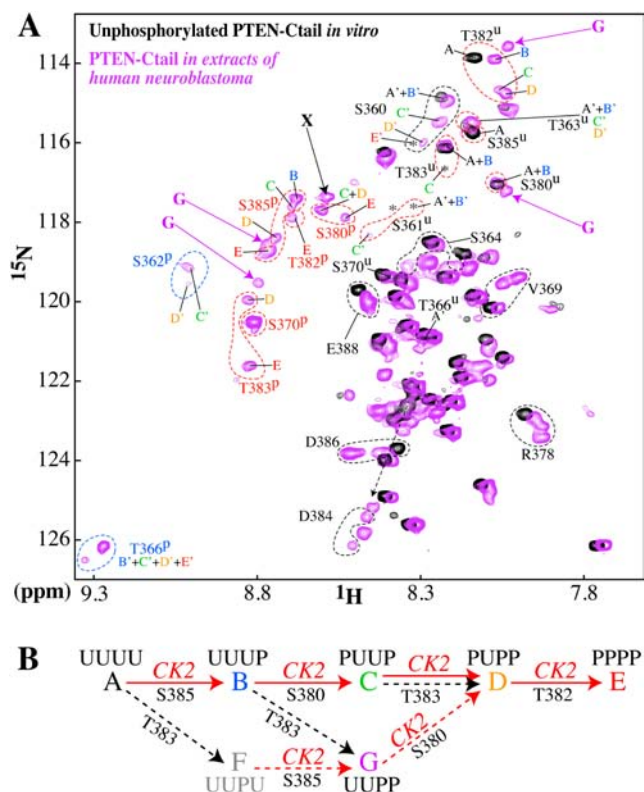 A
Unphosphorylated PTEN-Ctail in vitro
PTEN-Ctail in extracts of
human neuroblastoma
T382u
G
A
B
C
D
A'+B'
S360
C'
D'
E
A'+B'
T363u
C'
D'
A
S385u
X
T383u
A+B
C
A+B
S380u
G
B
C
S385p
C+D
E
S380p
G
D
E
E
T382p
A'+B'
S361u
C'
G
S364
S362p
D'
C'
S370u
V369
D
S370p
T366u
A'
E388
E
T383p
D386
R378
D384
T366p
B'+C'+D'+E'
114
116
118
120
122
124
126
15N
(ppm)
9.3
8.8
1H
8.3
7.8
B
UUUU
UUUP
PUUP
PUPP
PPPP
A
CK2
S385
B
CK2
S380
C
CK2
T383
D
CK2
T382
E
T383
T383
CK2
S380
F
CK2
S385
G
UUPU
UUPP